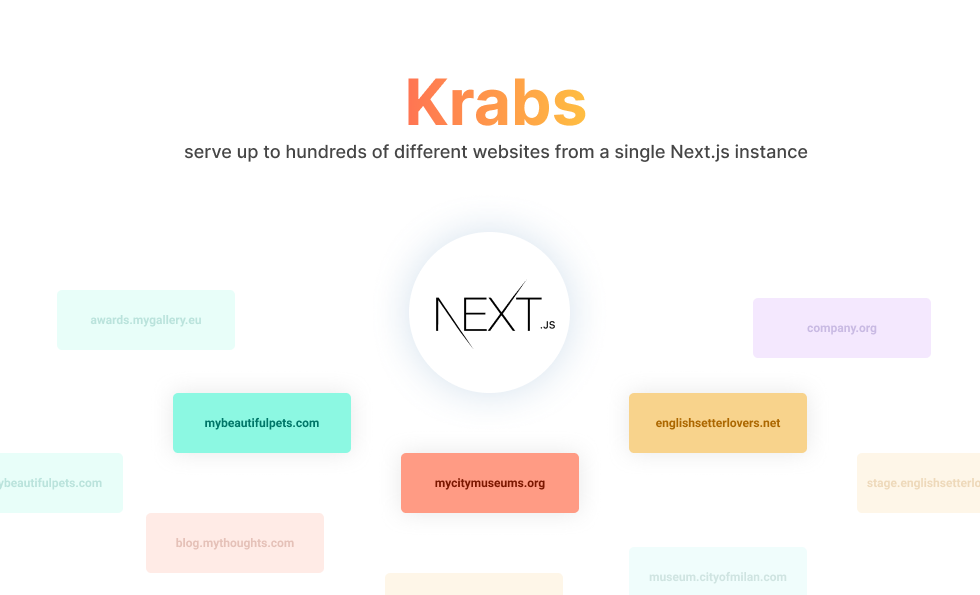 Krabs
serve up to hundreds of different websites from a single Next.js instance
NEXT.JS
awards.mygallery.eu
company.org
mybeautifulpets.com
englishsetterlovers.net
ybeautifulpets.com
mycitymuseums.org
stage.englishsetterlo
blog.mythoughts.com
museum.cityofmilan.com